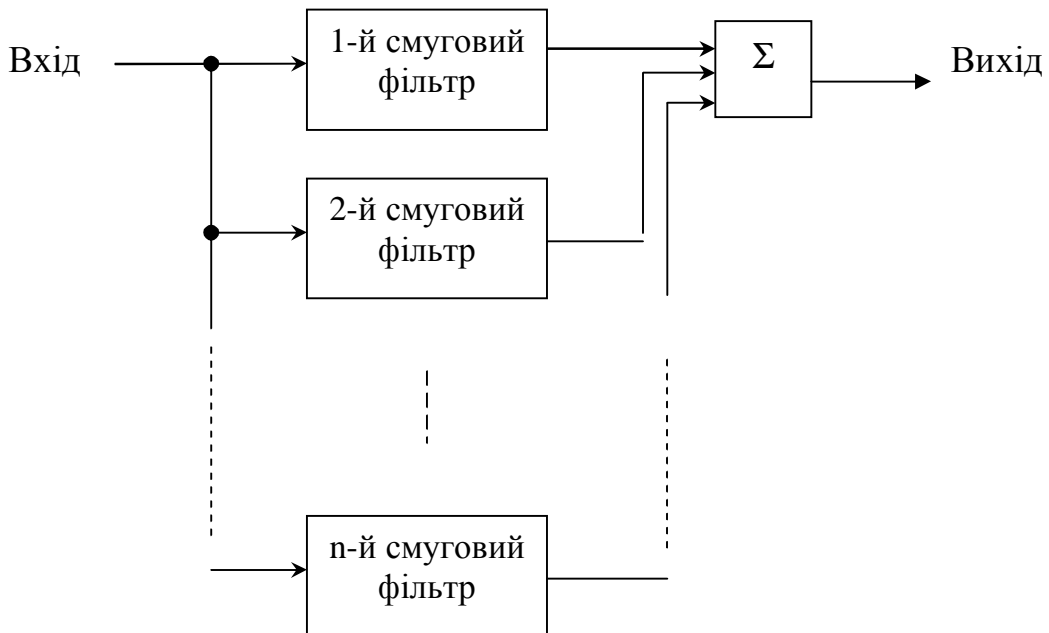 Вхід
1-й смуговий
фільтр
Σ
Вихід
2-й смуговий
фільтр
n-й смуговий
фільтр